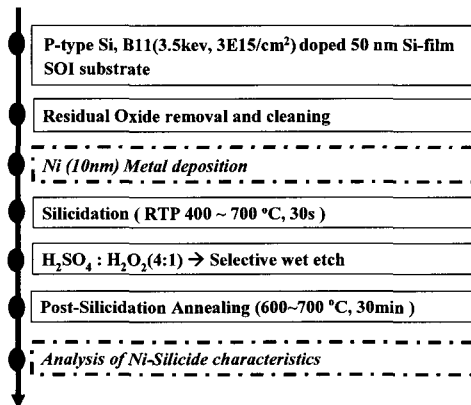 P-type Si, B11(3.5kev, 3E15/cm²) doped 50 nm Si-film
SOI substrate
Residual Oxide removal and cleaning
Ni (10nm) Metal deposition
Silicidation ( RTP 400 ~ 700 °C, 30s )
H₂SO₄ : H₂O₂(4:1) → Selective wet etch
Post-Silicidation Annealing (600~700 °C, 30min )
Analysis of Ni-Silicide characteristics